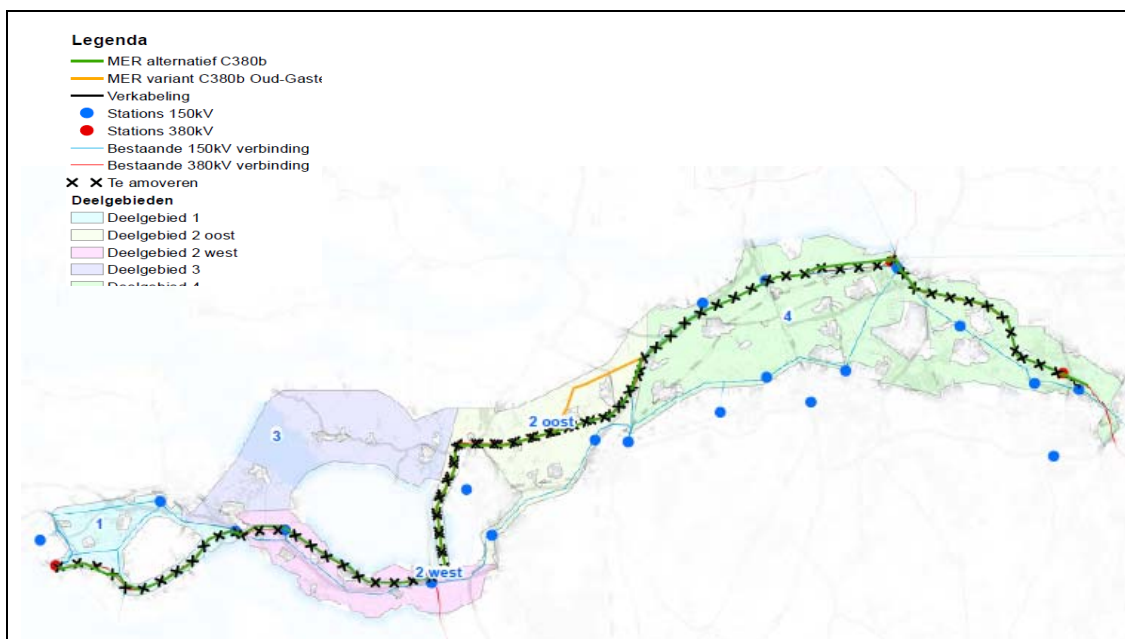 Legenda
MER alternatief C380b
MER variant C380b Oud-Gaste
Verkabeling
Stations 150kV
Stations 380kV
Bestaande 150kV verbinding
Bestaande 380kV verbinding
Te amoveren
Deelgebieden
Deelgebied 1
Deelgebied 2 oost
Deelgebied 2 west
Deelgebied 3
Deelgebied 4
4
2 oost
3
1
2 west